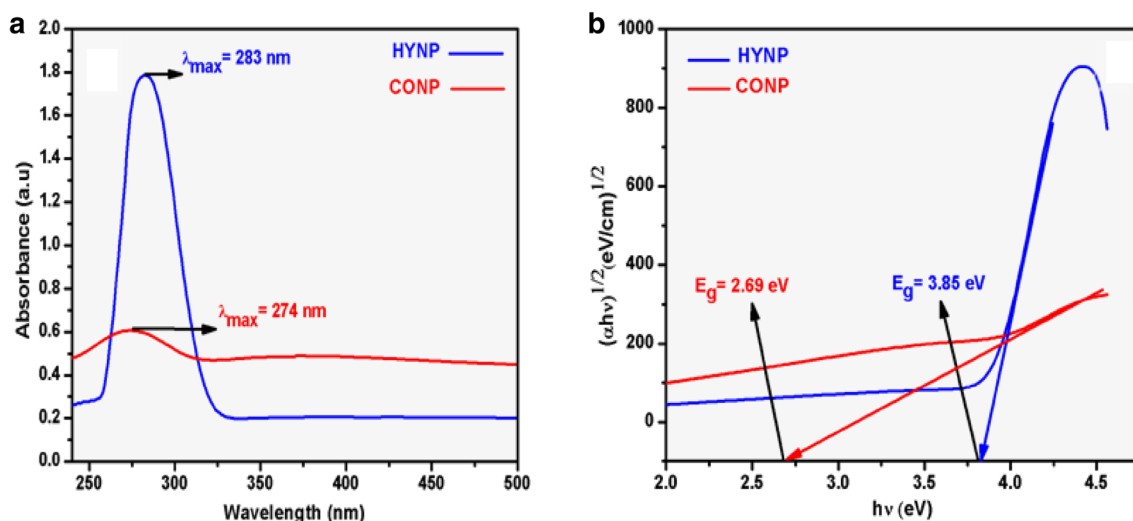 a
2.0
1.8
1.6
1.4
1.2
1.0
0.8
0.6
0.4
0.2
0.0
Absorbance (a.u)
λmax= 283 nm
HYNP
CONP
λmax= 274 nm
250 300 350 400 450 500
Wavelength (nm)
b
1000
800
600
400
200
0
(αhν)1/2(eV/cm)1/2
HYNP
CONP
Eg= 2.69 eV
Eg= 3.85 eV
2.0 2.5 3.0 3.5 4.0 4.5
hν (eV)